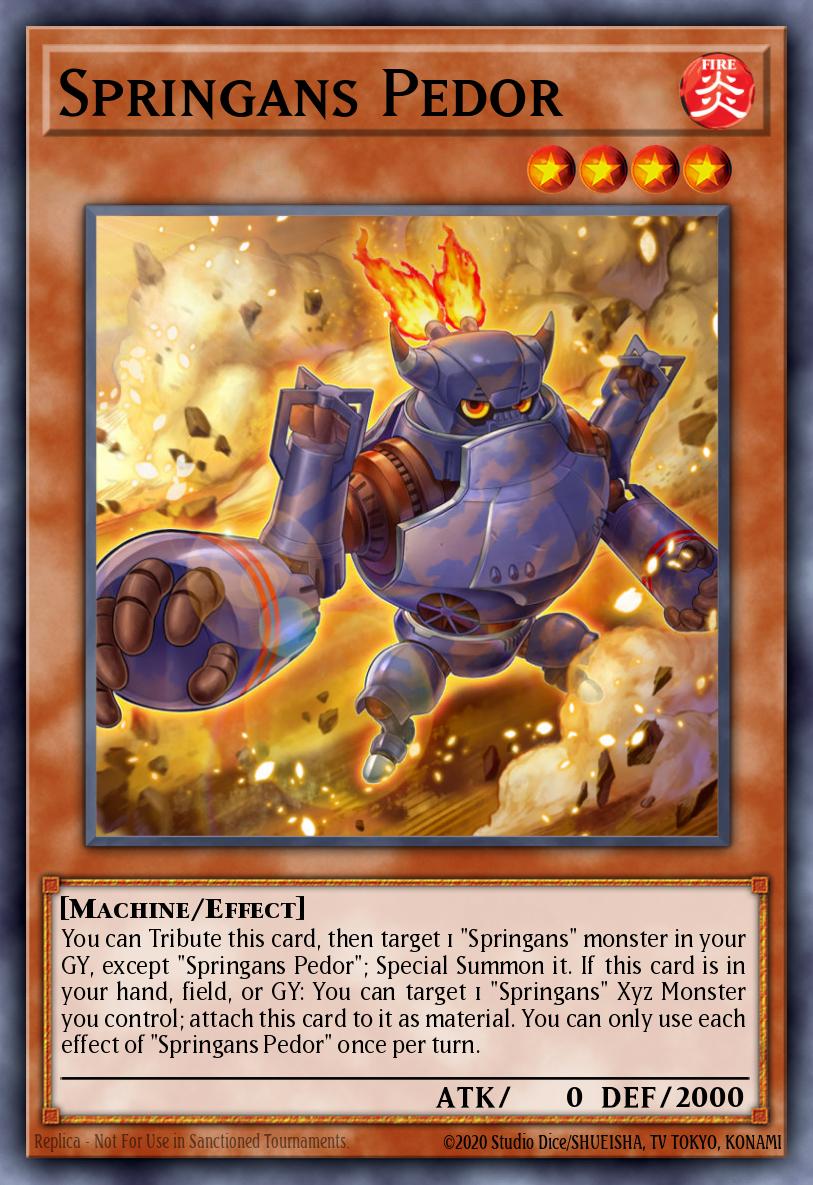 Springans Pedor
FIRE
炎
[Machine/Effect]
You can Tribute this card, then target 1 "Springans" monster in your
GY, except "Springans Pedor"; Special Summon it. If this card is in
your hand, field, or GY: You can target 1 "Springans" Xyz Monster
you control; attach this card to it as material. You can only use each
effect of "Springans Pedor" once per turn.
ATK/ 0 DEF/2000
Replica - Not For Use in Sanctioned Tournaments. ©2020 Studio Dice/SHUEISHA, TV TOKYO, KONAMI